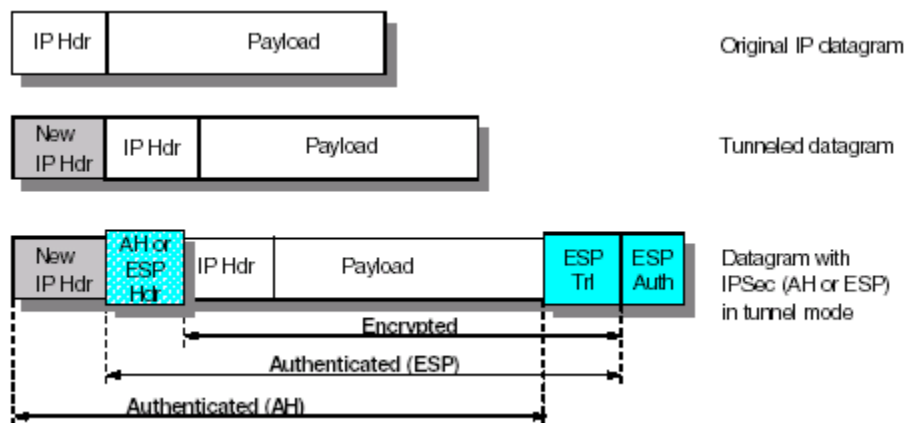 IP Hdr Payload Original IP datagram
New
IP Hdr IP Hdr Payload Tunneled datagram
New
IP Hdr
AH or
ESP
Hdr
IP Hdr Payload
ESP
Trl
ESP
Auth
Datagram with
IPSec (AH or ESP)
in tunnel mode
Encrypted
Authenticated (ESP)
Authenticated (AH)